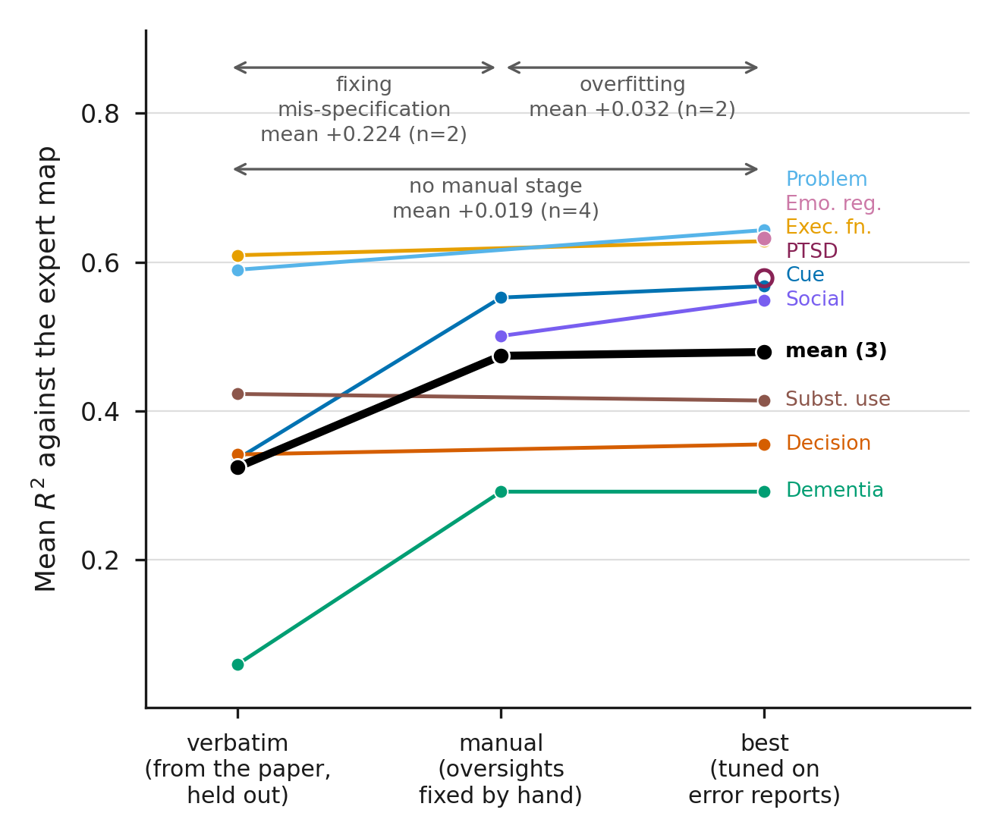 fixing
mis-specification
mean +0.224 (n=2)
overfitting
mean +0.032 (n=2)
no manual stage
mean +0.019 (n=4)
Mean R² against the expert map
0.8
0.6
0.4
0.2
Problem
Emo. reg.
Exec. fn.
PTSD
Cue
Social
mean (3)
Subst. use
Decision
Dementia
verbatim
(from the paper,
held out)
manual
(oversights
fixed by hand)
best
(tuned on
error reports)